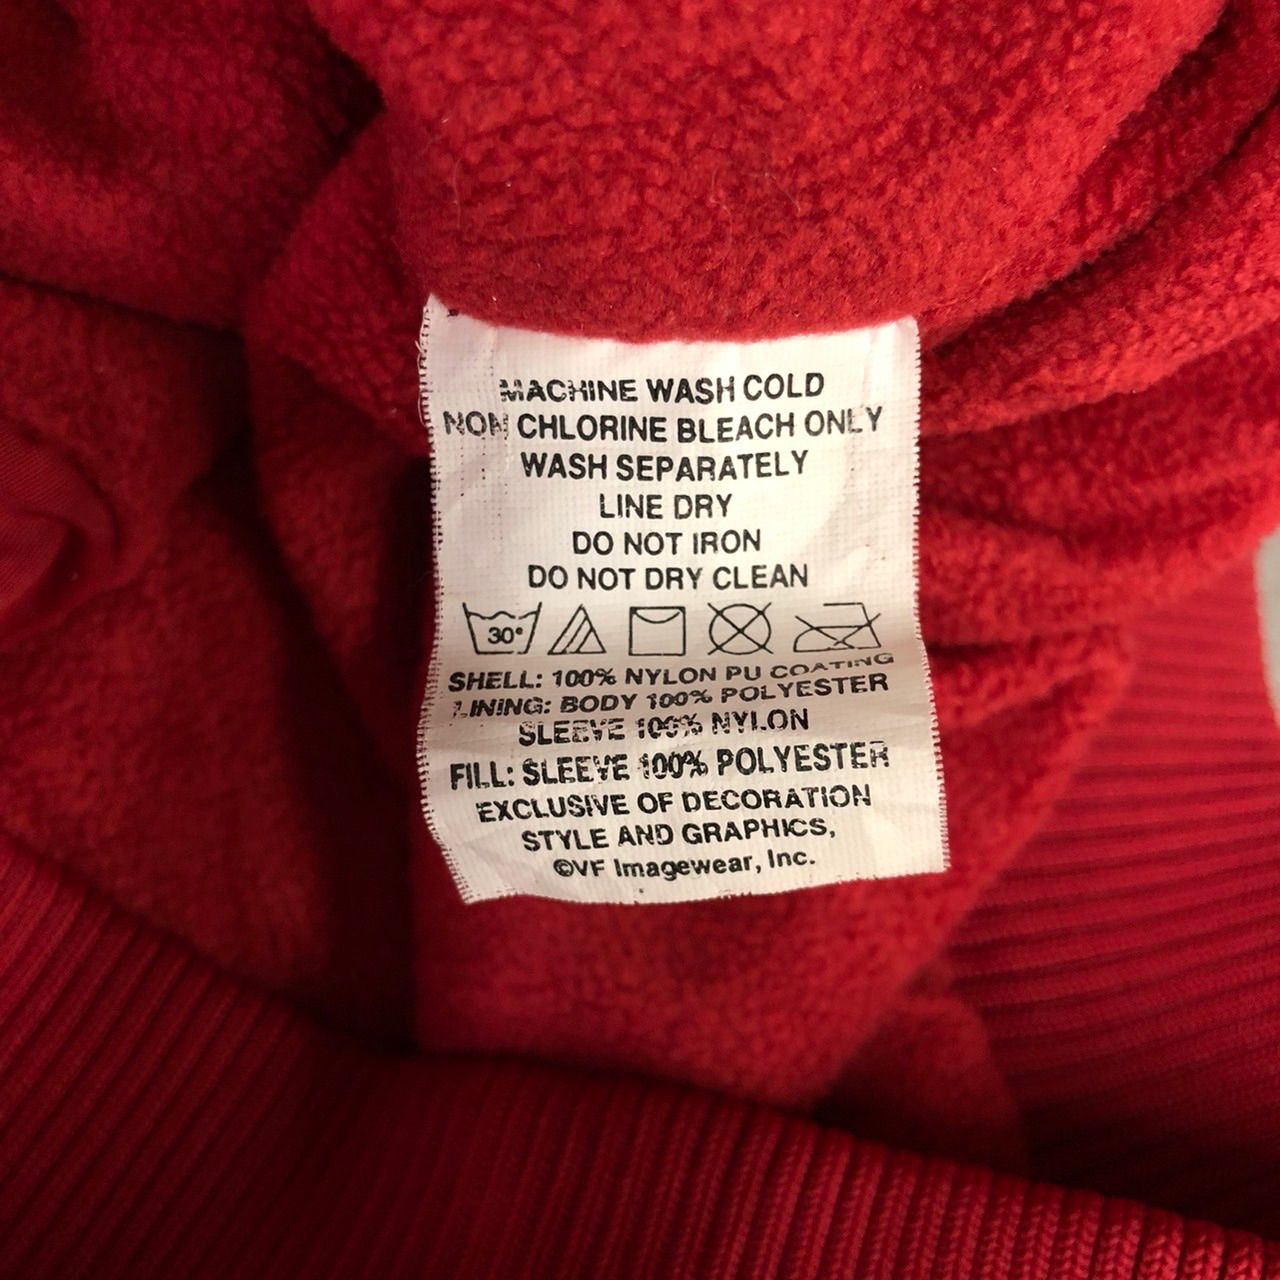 MACHINE WASH COLD
NON CHLORINE BLEACH ONLY
WASH SEPARATELY
LINE DRY
DO NOT IRON
DO NOT DRY CLEAN
30°
SHELL: 100% NYLON PU COATING
LINING: BODY 100% POLYESTER
SLEEVE 100% NYLON
FILL: SLEEVE 100% POLYESTER
EXCLUSIVE OF DECORATION
STYLE AND GRAPHICS,
©VF Imagewear, Inc.